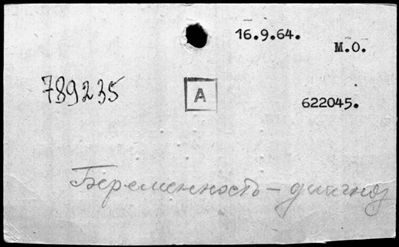 16.9.64.
М.О.
789235
А
622045.
Беременность – диагноз